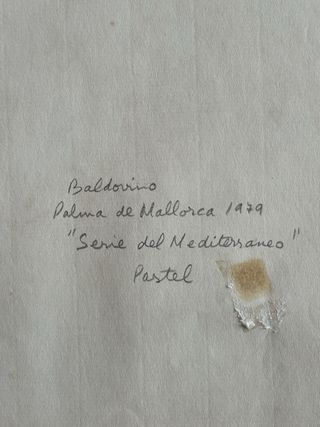 Baldovino
Palma de Mallorca 1979
"Serie del Mediterraneo"
Pastel